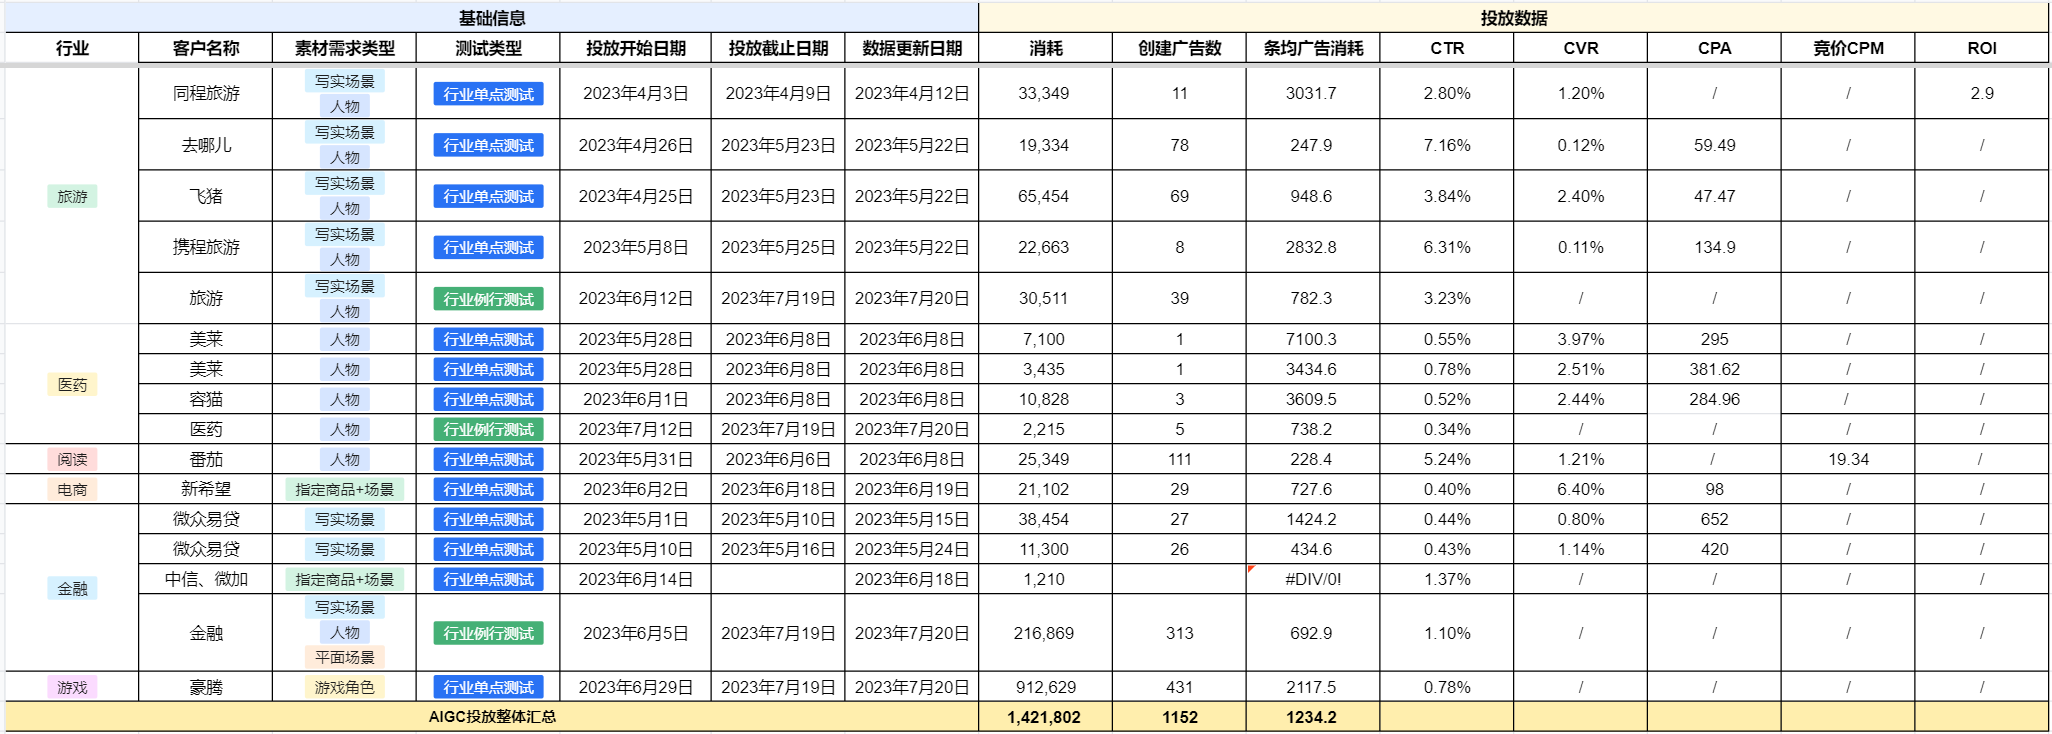 基础信息 投放数据
行业 客户名称 素材需求类型 测试类型 投放开始日期 投放截止日期 数据更新日期 消耗 创建广告数 条均广告消耗 CTR CVR CPA 竞价CPM ROI
旅游 同程旅游 写实场景 人物 行业单点测试 2023年4月3日 2023年4月9日 2023年4月12日 33,349 11 3031.7 2.80% 1.20% / / 2.9
去哪儿 写实场景 人物 行业单点测试 2023年4月26日 2023年5月23日 2023年5月22日 19,334 78 247.9 7.16% 0.12% 59.49 / /
飞猪 写实场景 人物 行业单点测试 2023年4月25日 2023年5月23日 2023年5月22日 65,454 69 948.6 3.84% 2.40% 47.47 / /
携程旅游 写实场景 人物 行业单点测试 2023年5月8日 2023年5月25日 2023年5月22日 22,663 8 2832.8 6.31% 0.11% 134.9 / /
旅游 写实场景 人物 行业例行测试 2023年6月12日 2023年7月19日 2023年7月20日 30,511 39 782.3 3.23% / / / /
医药 美莱 人物 行业单点测试 2023年5月28日 2023年6月8日 2023年6月8日 7,100 1 7100.3 0.55% 3.97% 295 / /
美莱 人物 行业单点测试 2023年5月28日 2023年6月8日 2023年6月8日 3,435 1 3434.6 0.78% 2.51% 381.62 / /
容猫 人物 行业单点测试 2023年6月1日 2023年6月8日 2023年6月8日 10,828 3 3609.5 0.52% 2.44% 284.96 / /
医药 人物 行业例行测试 2023年7月12日 2023年7月19日 2023年7月20日 2,215 5 738.2 0.34% / / / /
阅读 番茄 人物 行业单点测试 2023年5月31日 2023年6月6日 2023年6月8日 25,349 111 228.4 5.24% 1.21% / 19.34 /
电商 新希望 指定商品+场景 行业单点测试 2023年6月2日 2023年6月18日 2023年6月19日 21,102 29 727.6 0.40% 6.40% 98 / /
金融 微众易贷 写实场景 行业单点测试 2023年5月1日 2023年5月10日 2023年5月15日 38,454 27 1424.2 0.44% 0.80% 652 / /
微众易贷 写实场景 行业单点测试 2023年5月10日 2023年5月16日 2023年5月24日 11,300 26 434.6 0.43% 1.14% 420 / /
中信、微加 指定商品+场景 行业单点测试 2023年6月14日 2023年6月18日 1,210 #DIV/0! 1.37% / / / /
金融 写实场景 人物 平面场景 行业例行测试 2023年6月5日 2023年7月19日 2023年7月20日 216,869 313 692.9 1.10% / / / /
游戏 豪腾 游戏角色 行业单点测试 2023年6月29日 2023年7月19日 2023年7月20日 912,629 431 2117.5 0.78% / / / /
AIGC投放整体汇总 1,421,802 1152 1234.2